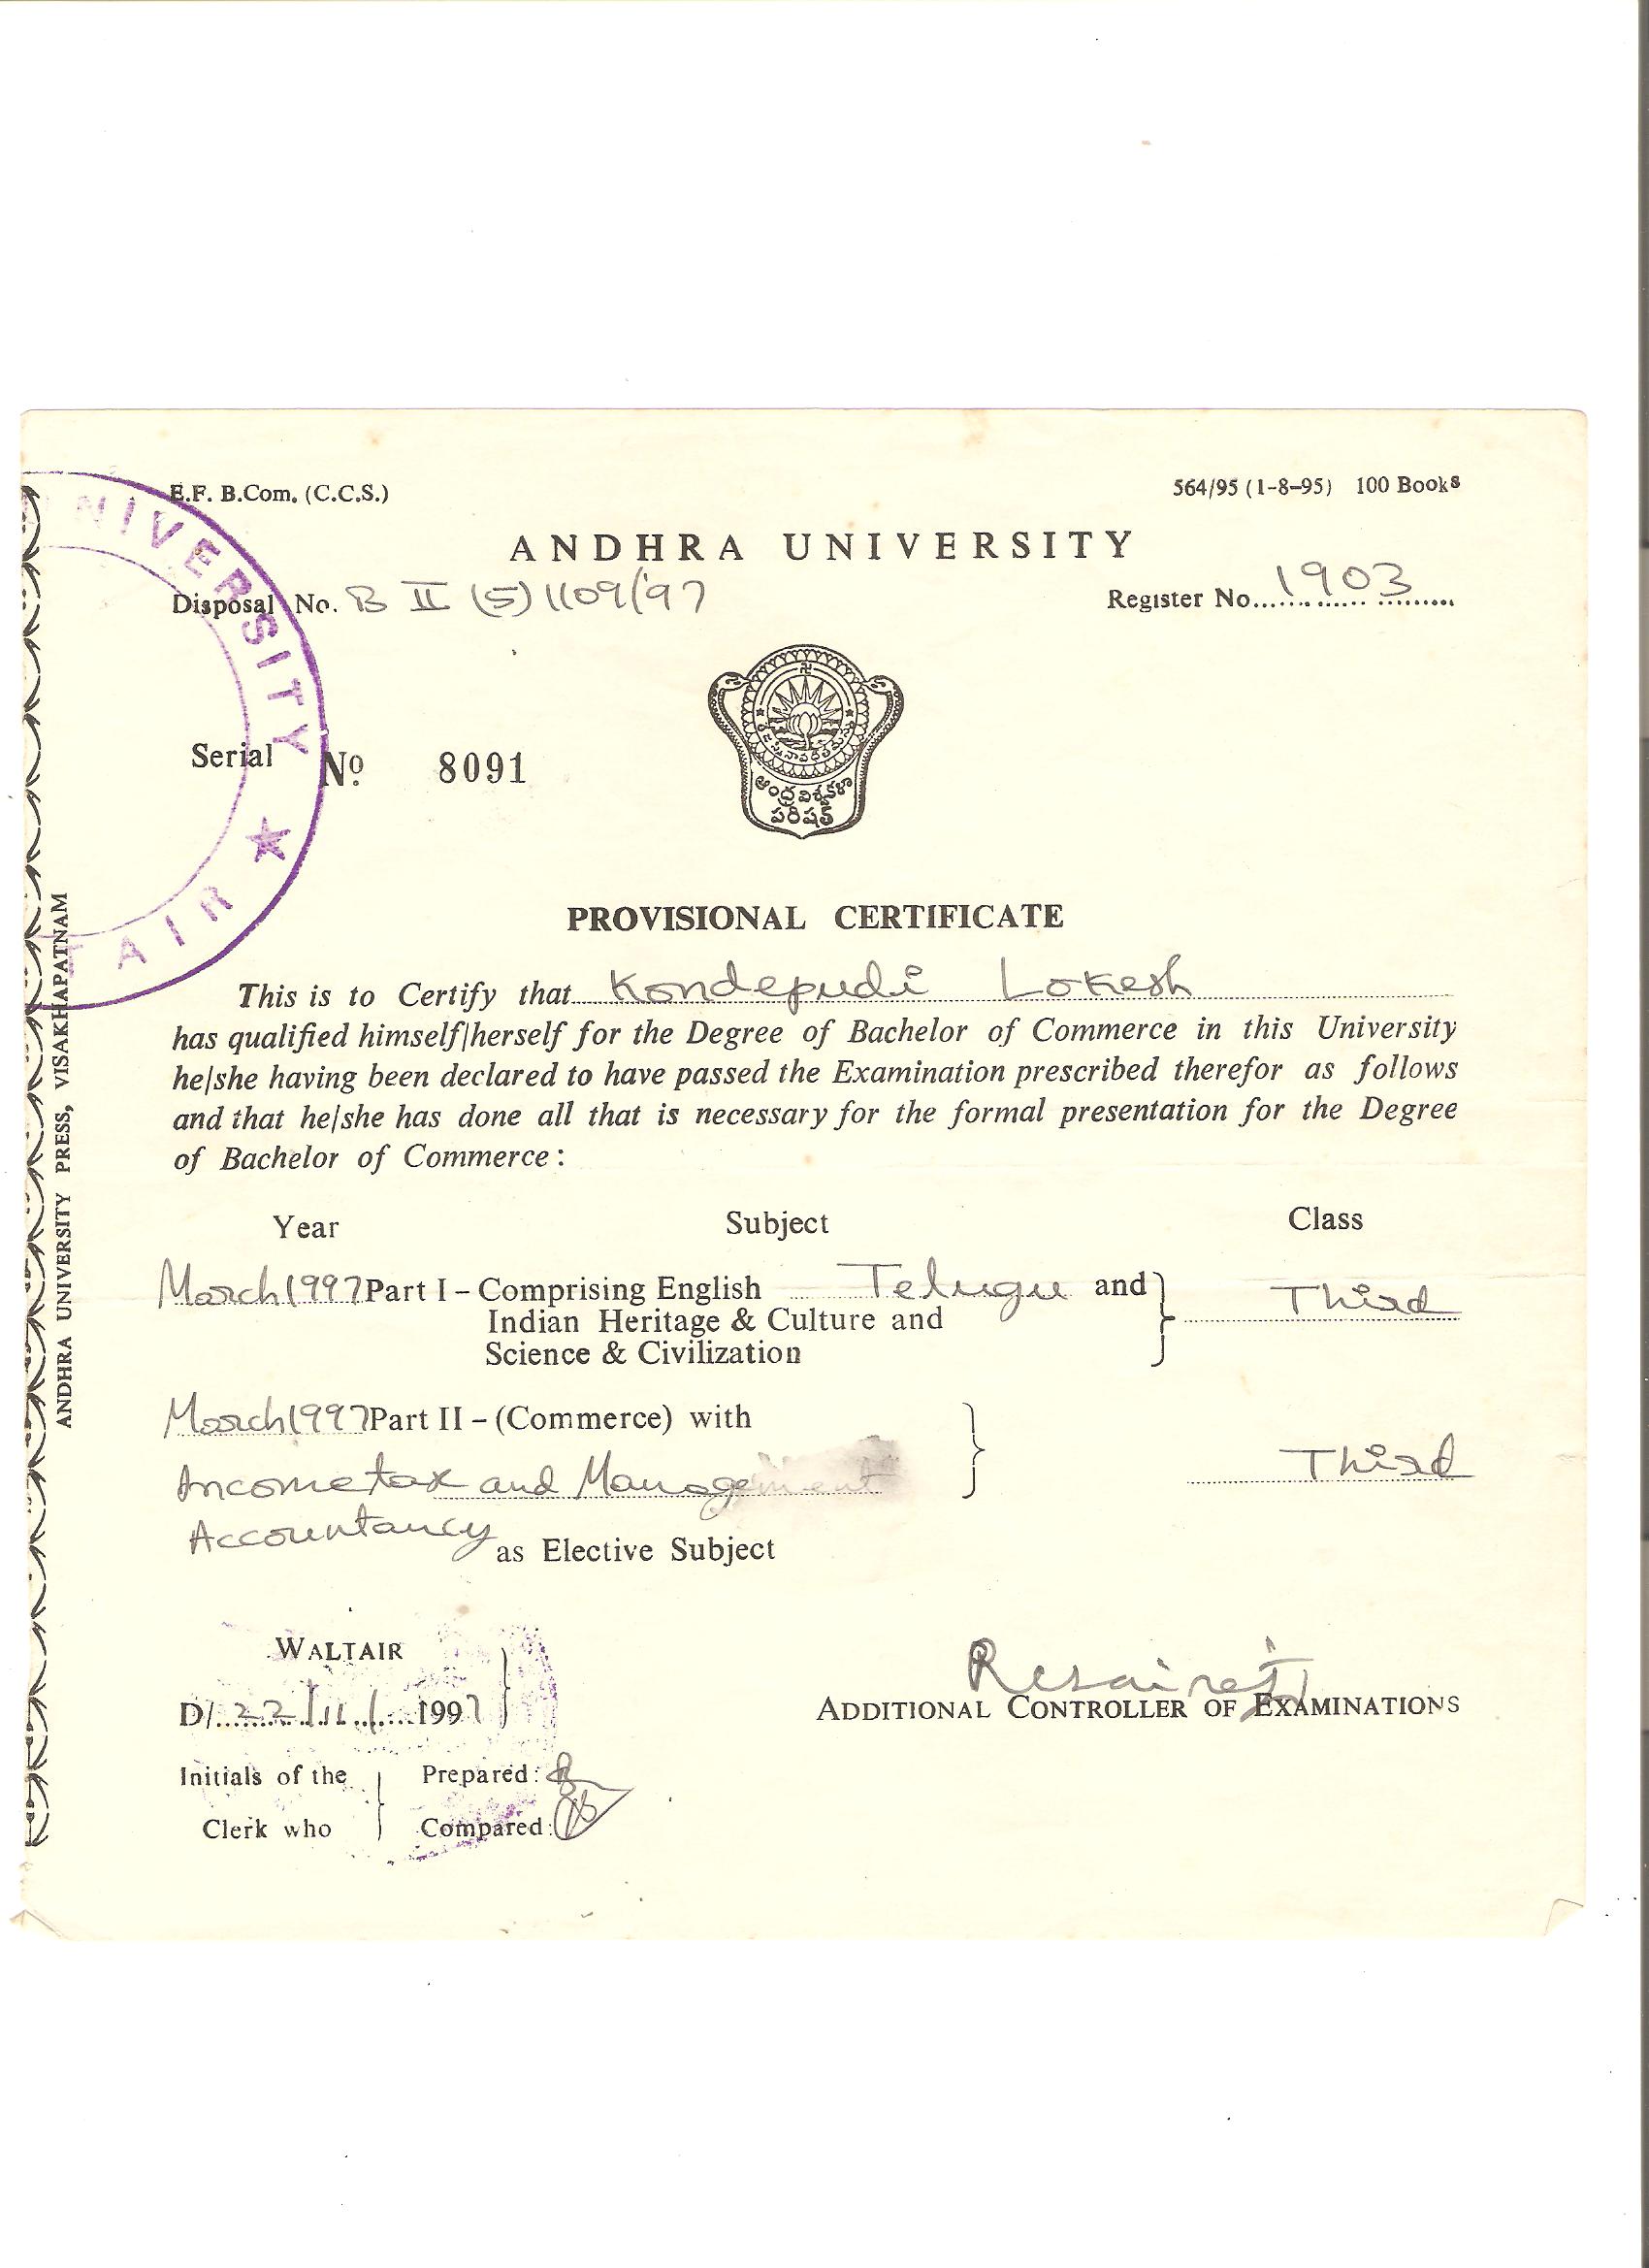 E.F. B.Com. (C.C.S.) 564/95 (1-8-95) 100 Books
ANDHRA UNIVERSITY
Disposal No. B II (5) 1109/97 Register No. 1903
Serial No 8091
ఆంధ్ర విశ్వకళా
పరిషత్
PROVISIONAL CERTIFICATE
This is to Certify that Kondepudi Lokesh
has qualified himself|herself for the Degree of Bachelor of Commerce in this University
he|she having been declared to have passed the Examination prescribed therefor as follows
and that he|she has done all that is necessary for the formal presentation for the Degree
of Bachelor of Commerce :
Year Subject Class
March 1997 Part I – Comprising English Telugu and Third
Indian Heritage & Culture and
Science & Civilization
March 1997 Part II – (Commerce) with
Incometax and Management Third
Accountancy
as Elective Subject
WALTAIR
D/. 22/11/ 1997
ADDITIONAL CONTROLLER OF EXAMINATIONS
Initials of the Prepared :
Clerk who Compared :
ANDHRA UNIVERSITY PRESS, VISAKHAPATNAM
UNIVERSITY ★
TAIR